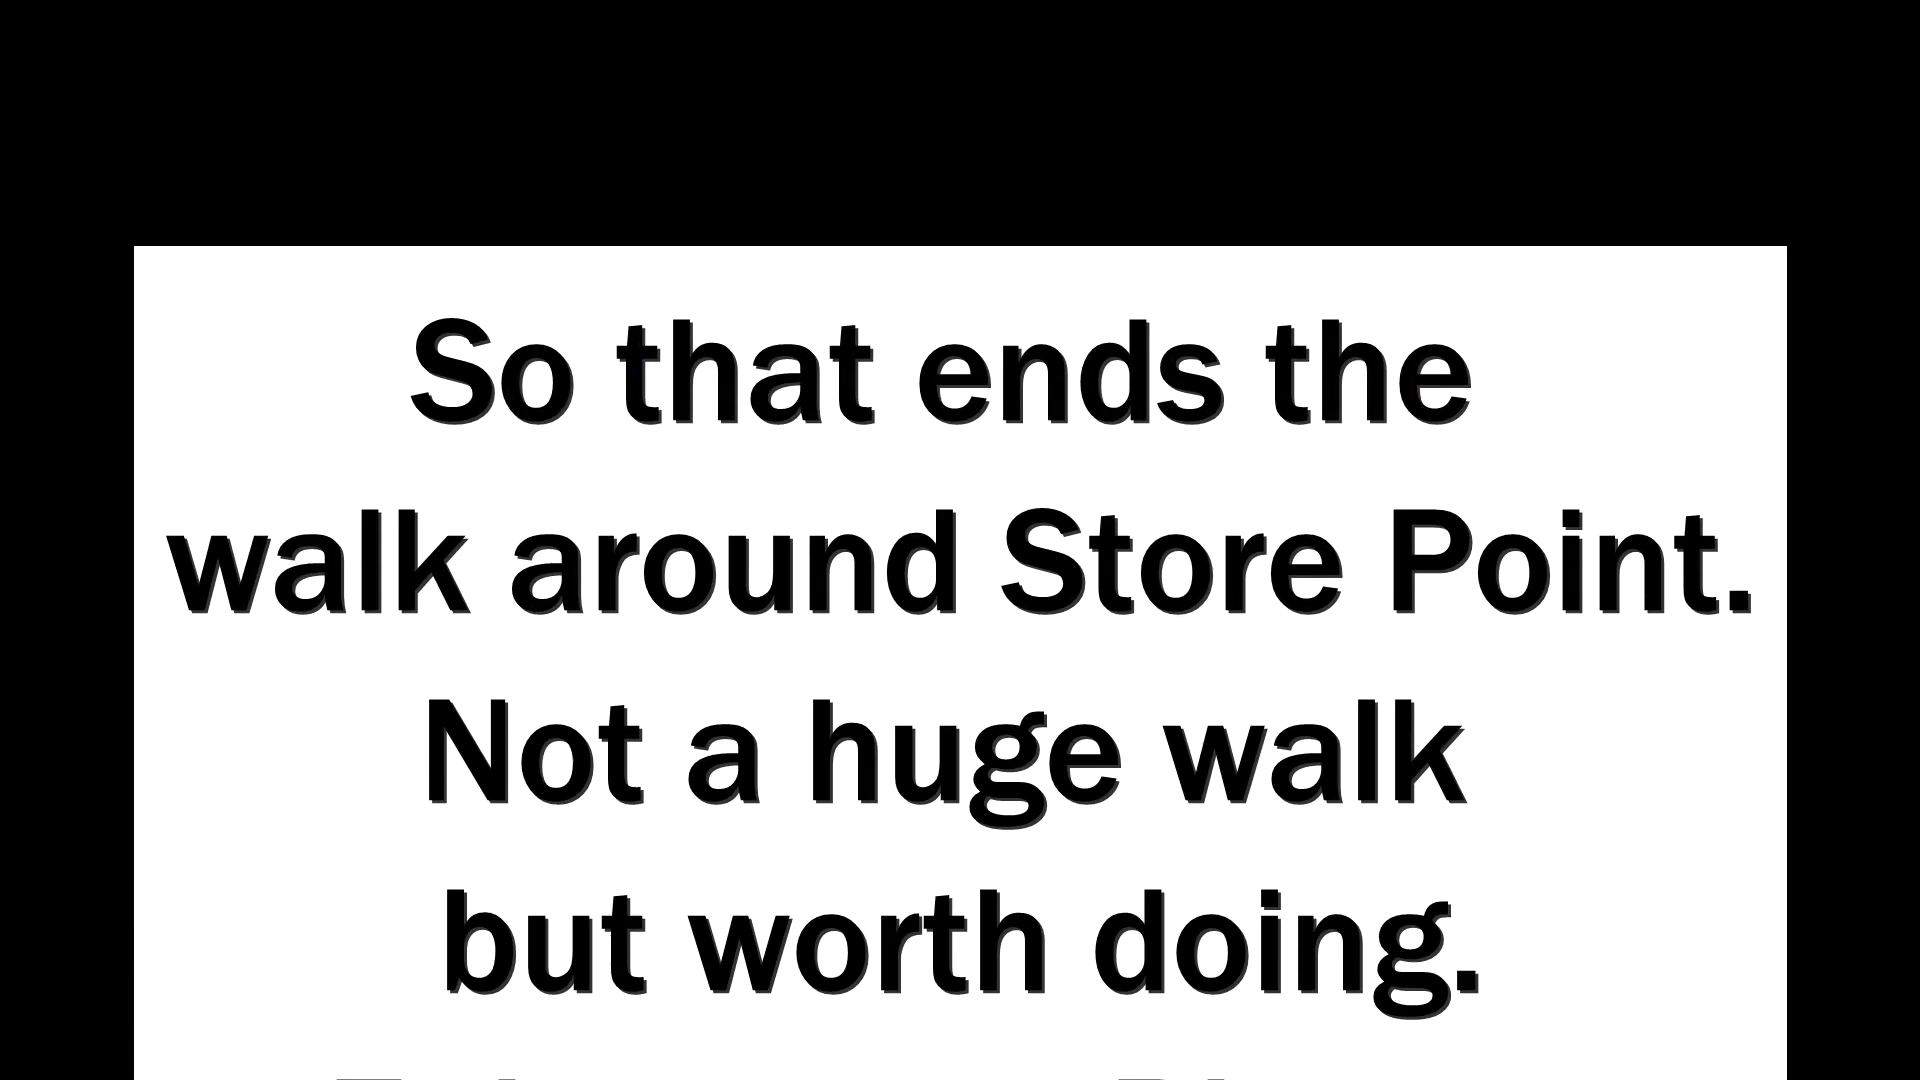 So that ends the
walk around Store Point.
Not a huge walk
but worth doing.